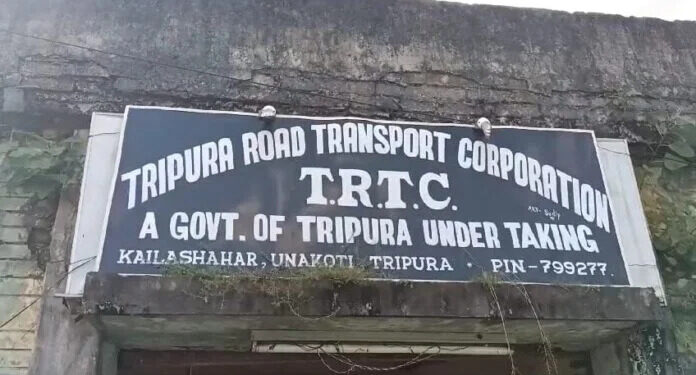 TRIPURA ROAD TRANSPORT CORPORATION
T.R.T.C.
A GOVT. OF TRIPURA UNDER TAKING
KAILASHAHAR, UNAKOTI TRIPURA • PIN-799277.